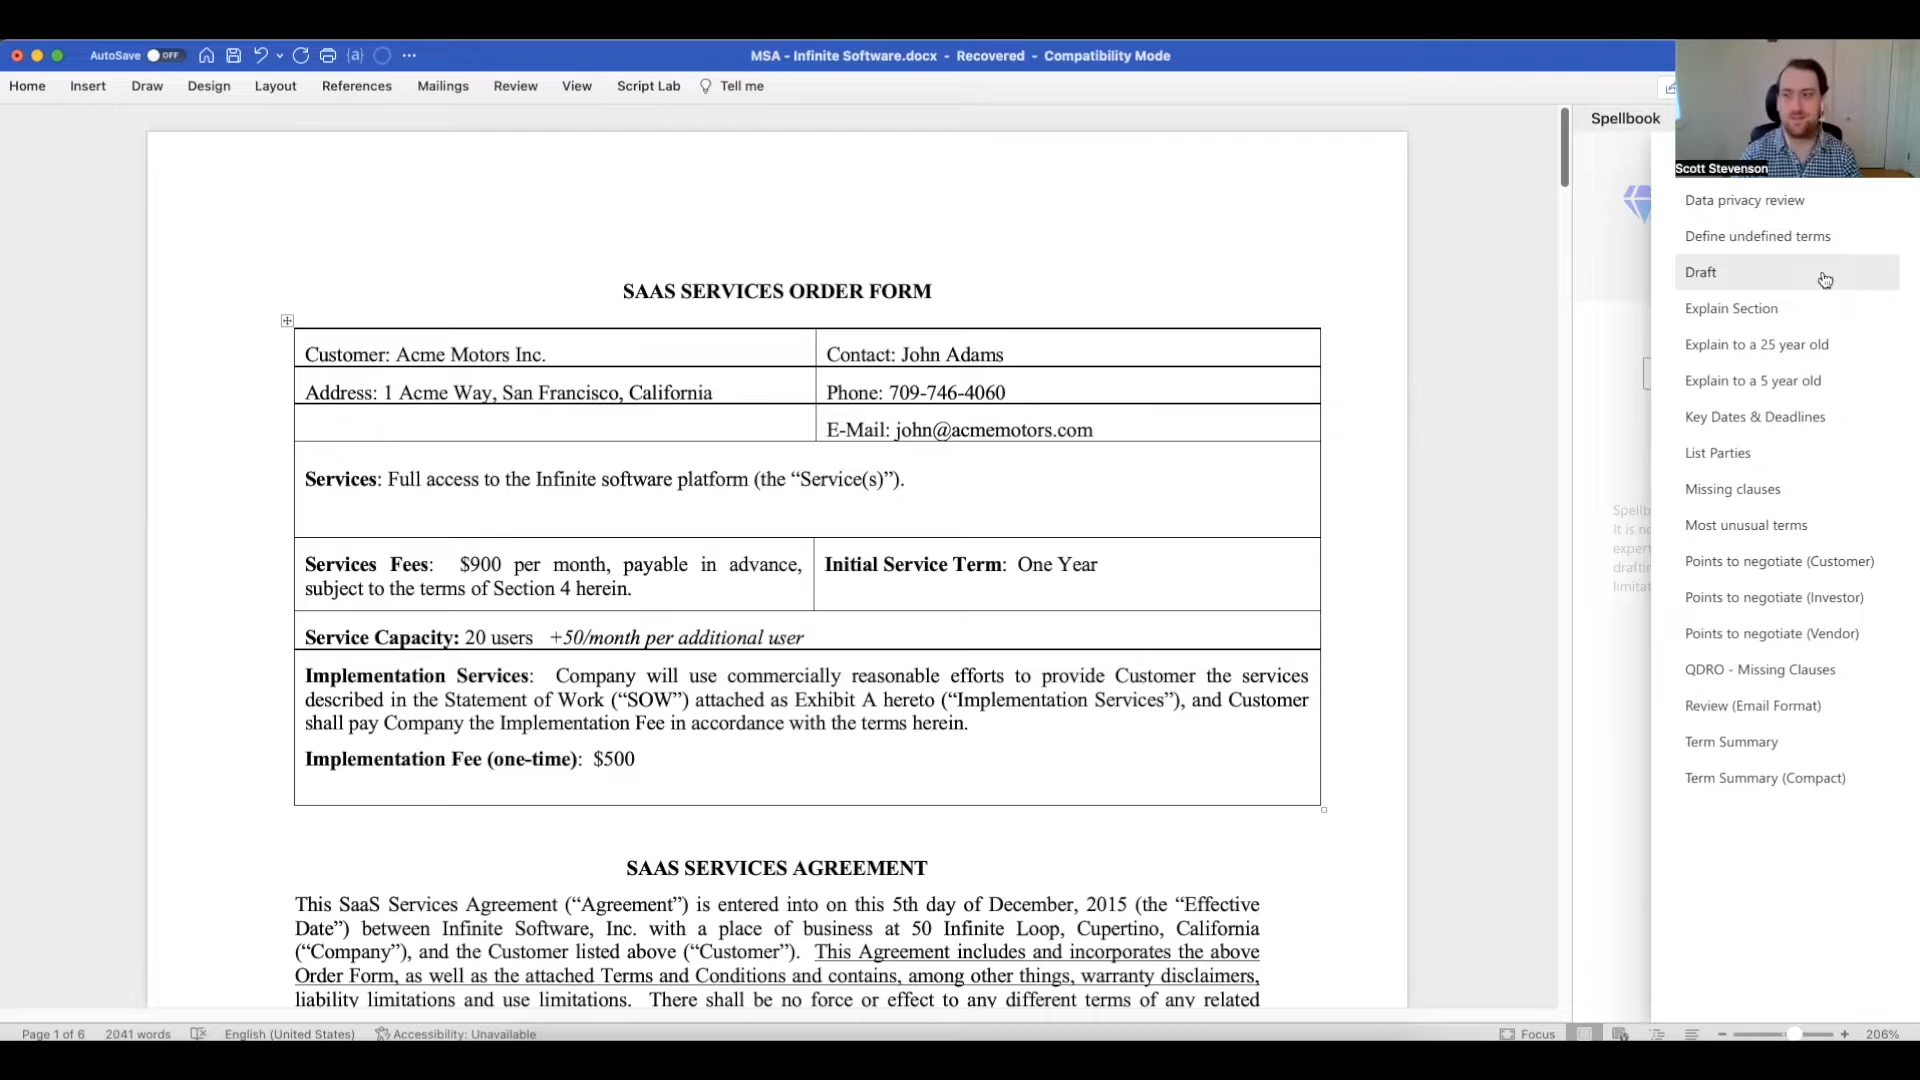 AutoSave OFF
MSA - Infinite Software.docx - Recovered - Compatibility Mode
Home Insert Draw Design Layout References Mailings Review View Script Lab Tell me
Scott Stevenson
SAAS SERVICES ORDER FORM
Customer: Acme Motors Inc.
Contact: John Adams
Address: 1 Acme Way, San Francisco, California
Phone: 709-746-4060
E-Mail: john@acmemotors.com
Services: Full access to the Infinite software platform (the “Service(s)”).
Services Fees: $900 per month, payable in advance,
subject to the terms of Section 4 herein.
Initial Service Term: One Year
Service Capacity: 20 users +50/month per additional user
Implementation Services: Company will use commercially reasonable efforts to provide Customer the services
described in the Statement of Work (“SOW”) attached as Exhibit A hereto (“Implementation Services”), and Customer
shall pay Company the Implementation Fee in accordance with the terms herein.
Implementation Fee (one-time): $500
SAAS SERVICES AGREEMENT
This SaaS Services Agreement (“Agreement”) is entered into on this 5th day of December, 2015 (the “Effective
Date”) between Infinite Software, Inc. with a place of business at 50 Infinite Loop, Cupertino, California
(“Company”), and the Customer listed above (“Customer”). This Agreement includes and incorporates the above
Order Form, as well as the attached Terms and Conditions and contains, among other things, warranty disclaimers,
liability limitations and use limitations. There shall be no force or effect to any different terms of any related
Spellbook
Data privacy review
Define undefined terms
Draft
Explain Section
Explain to a 25 year old
Explain to a 5 year old
Key Dates & Deadlines
List Parties
Missing clauses
Most unusual terms
Points to negotiate (Customer)
Points to negotiate (Investor)
Points to negotiate (Vendor)
QDRO - Missing Clauses
Review (Email Format)
Term Summary
Term Summary (Compact)
Page 1 of 6 2041 words English (United States) Accessibility: Unavailable Focus 206%